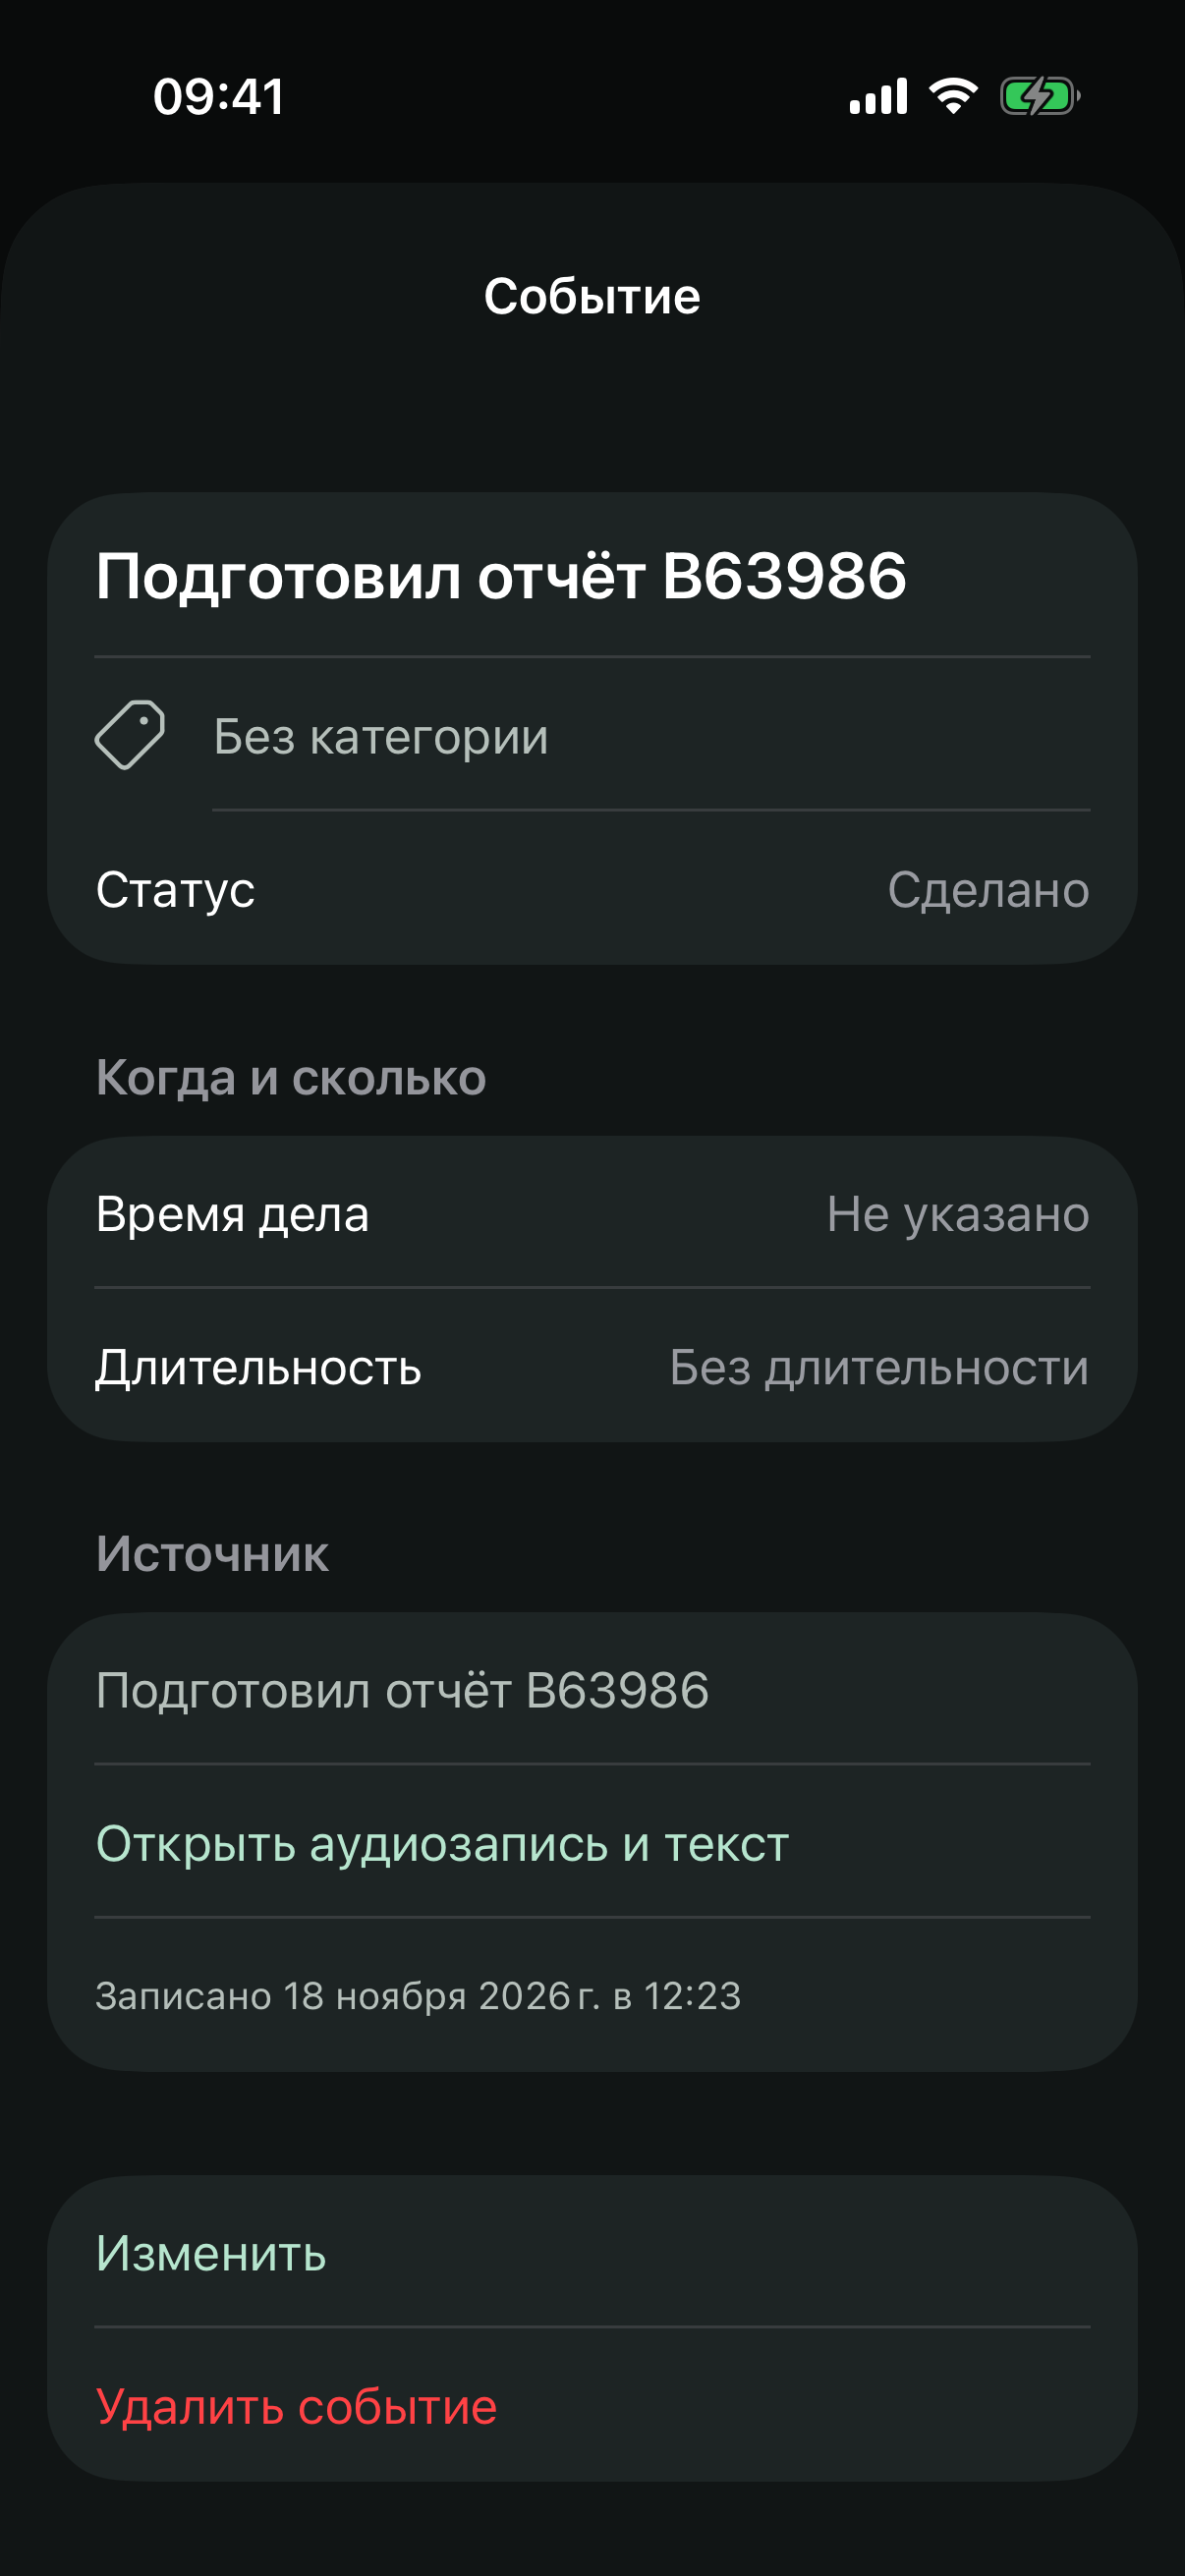 09:41
Событие
Подготовил отчёт B63986
Без категории
Статус Сделано
Когда и сколько
Время дела Не указано
Длительность Без длительности
Источник
Подготовил отчёт B63986
Открыть аудиозапись и текст
Записано 18 ноября 2026 г. в 12:23
Изменить
Удалить событие